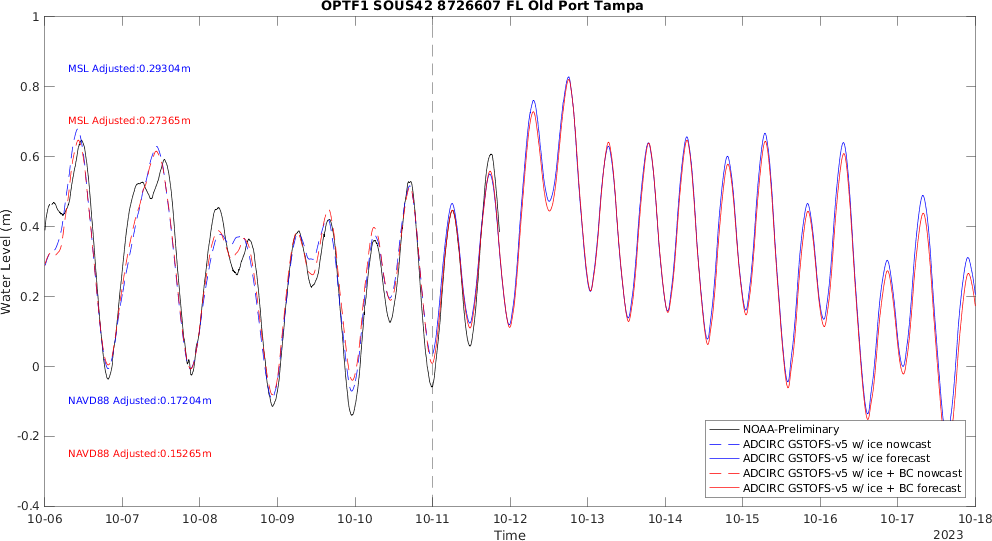 OPTF1 SOUS42 8726607 FL Old Port Tampa
1
0.8
0.6
0.4
0.2
0
-0.2
-0.4
Water Level (m)
MSL Adjusted:0.29304m
MSL Adjusted:0.27365m
NAVD88 Adjusted:0.17204m
NAVD88 Adjusted:0.15265m
NOAA-Preliminary
ADCIRC GSTOFS-v5 w/ ice nowcast
ADCIRC GSTOFS-v5 w/ ice forecast
ADCIRC GSTOFS-v5 w/ ice + BC nowcast
ADCIRC GSTOFS-v5 w/ ice + BC forecast
10-06 10-07 10-08 10-09 10-10 10-11 10-12 10-13 10-14 10-15 10-16 10-17 10-18
Time
2023